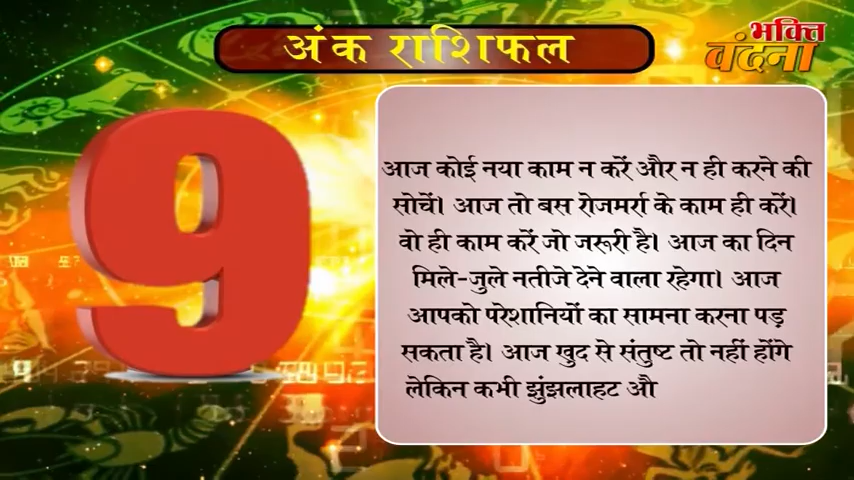 अंक राशिफल
भक्ति
वंदना
9
आज कोई नया काम न करें और न ही करने की
सोचें। आज तो बस रोजमर्रा के काम ही करें।
वो ही काम करें जो जरूरी है। आज का दिन
मिले-जुले नतीजे देने वाला रहेगा। आज
आपको परेशानियों का सामना करना पड़
सकता है। आज खुद से संतुष्ट तो नहीं होंगे
लेकिन कभी झुंझलाहट औ